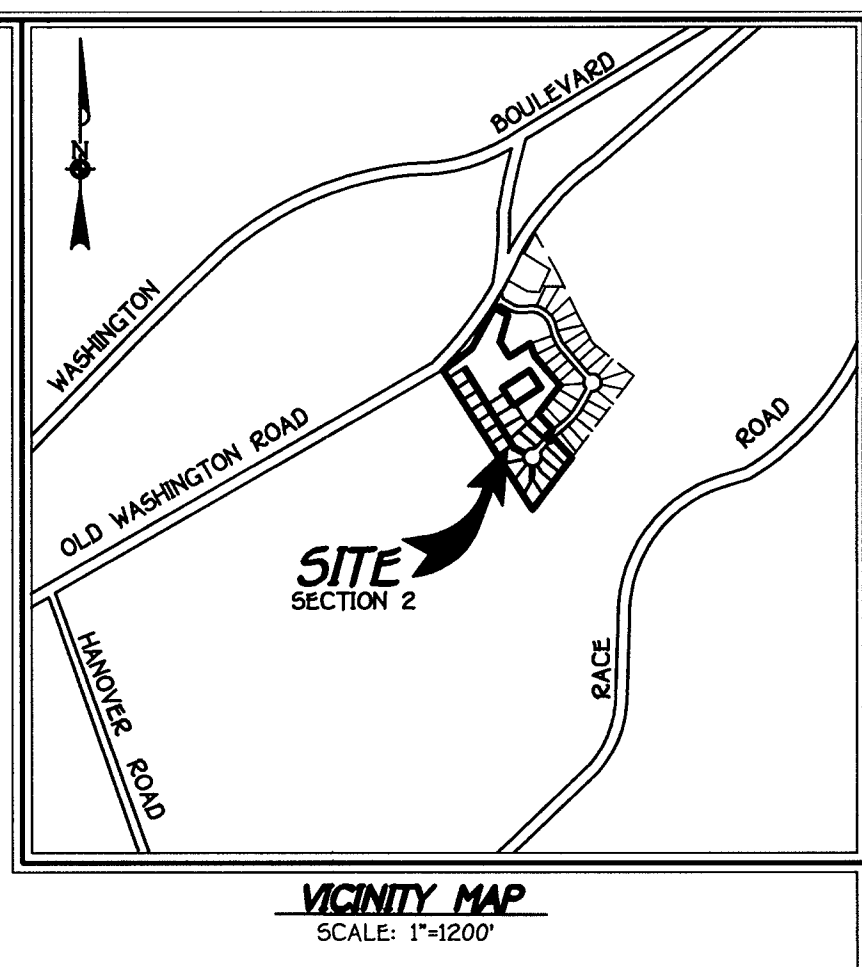 BOULEVARD
N
WASHINGTON
OLD WASHINGTON ROAD
ROAD
SITE
SECTION 2
HANOVER ROAD
RACE
VICINITY MAP
SCALE: 1"=1200'